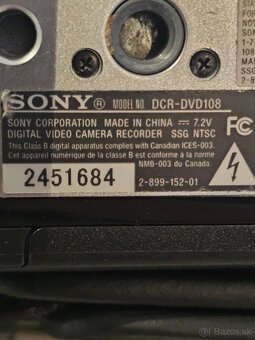 SONY® MODEL NO. DCR-DVD108
SONY CORPORATION MADE IN CHINA ⎓ 7.2V
DIGITAL VIDEO CAMERA RECORDER SSG NTSC
This Class B digital apparatus complies with Canadian ICES-003.
Cet appareil numérique de la classe B est conforme à la norme
NMB-003 du Canada.
FC
2451684
2-899-152-01
Bazos.sk